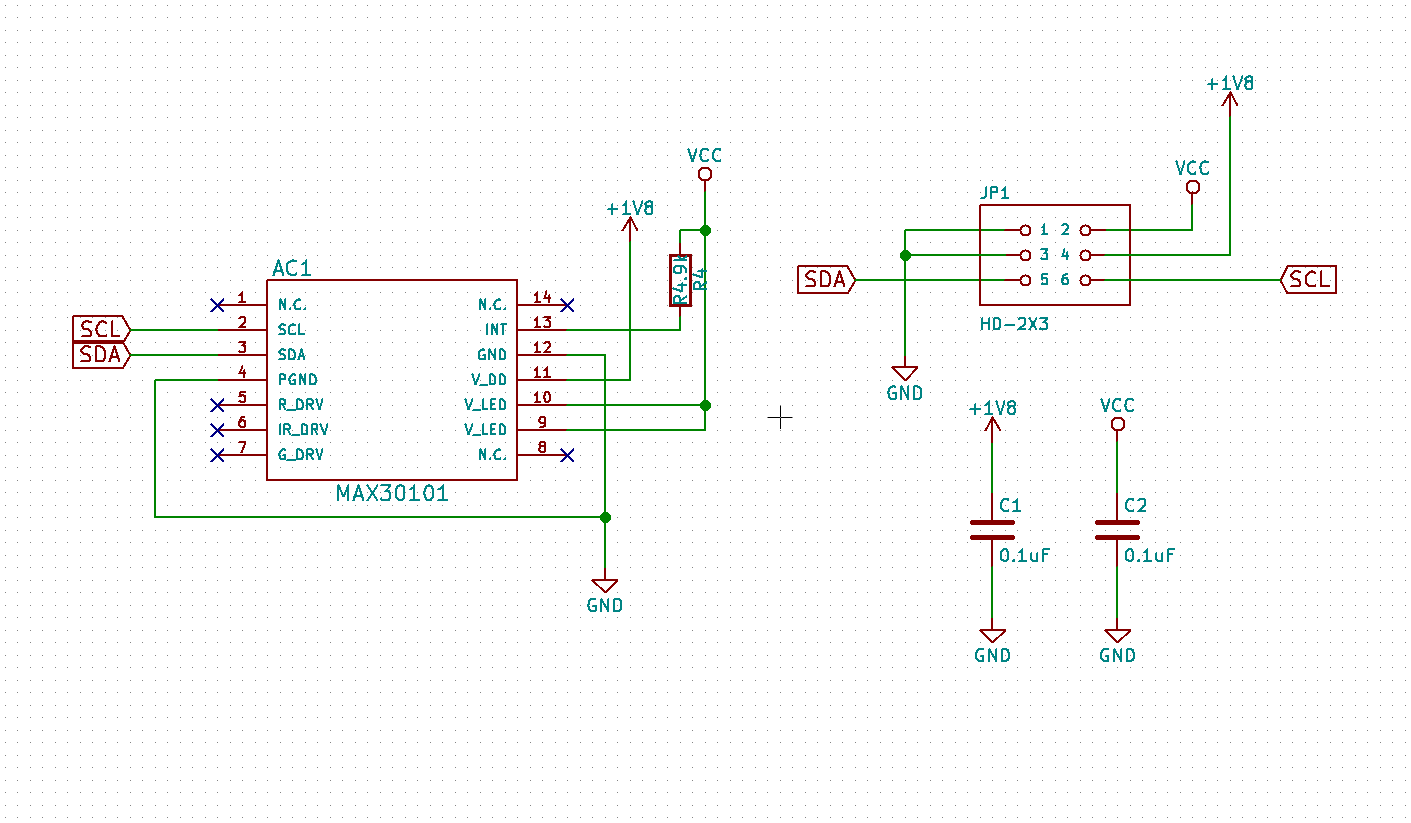 +1V8
VCC
VCC
JP1
+1V8
1 2
3 4
SDA
5 6
SCL
HD-2X3
AC1
R4.9k
R4
1 N.C.
N.C. 14
SCL
2 SCL
INT 13
SDA
3 SDA
GND 12
4 PGND
V_DD 11
5 R_DRV
V_LED 10
6 IR_DRV
V_LED 9
7 G_DRV
N.C. 8
MAX30101
GND
GND
+1V8
VCC
C1
C2
0.1uF
0.1uF
GND
GND